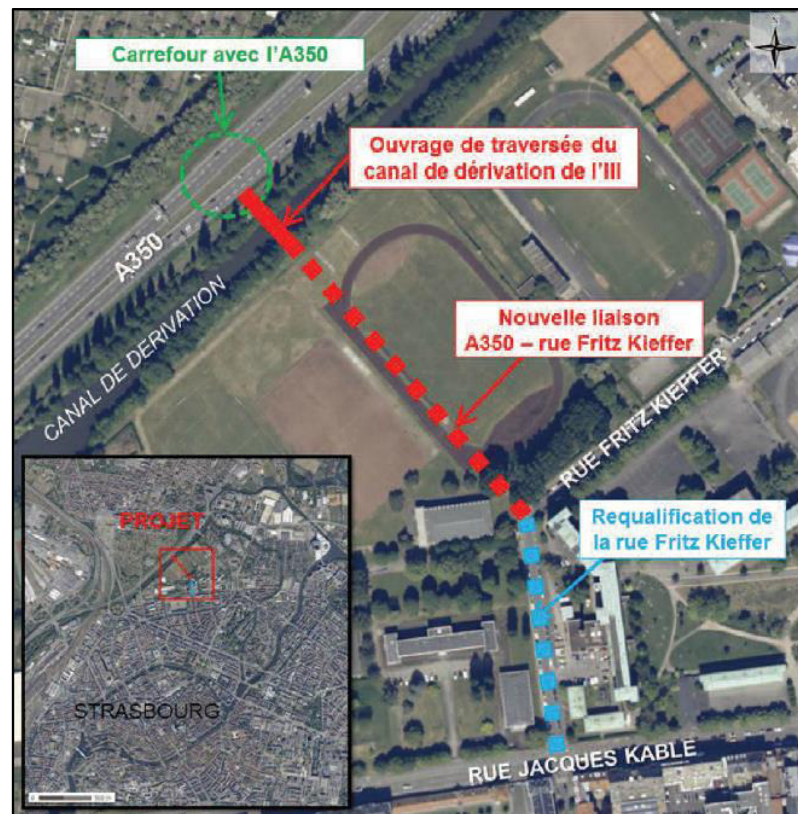 Carrefour avec l'A350
Ouvrage de traversée du
canal de dérivation de l'Ill
A350
CANAL DE DERIVATION
Nouvelle liaison
A350 – rue Fritz Kieffer
RUE FRITZ KIEFFER
Requalification de
la rue Fritz Kieffer
PROJET
STRASBOURG
RUE JACQUES KABLE